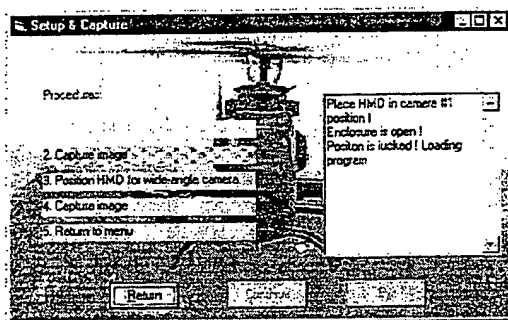 Setup & Capture
Procedures:
2. Capture image
3. Position HMD for wide-angle camera
4. Capture image
5. Return to menu
Place HMD in camera #1
position !
Enclosure is open !
Positon is lucked ! Loading
program
Return
Continue